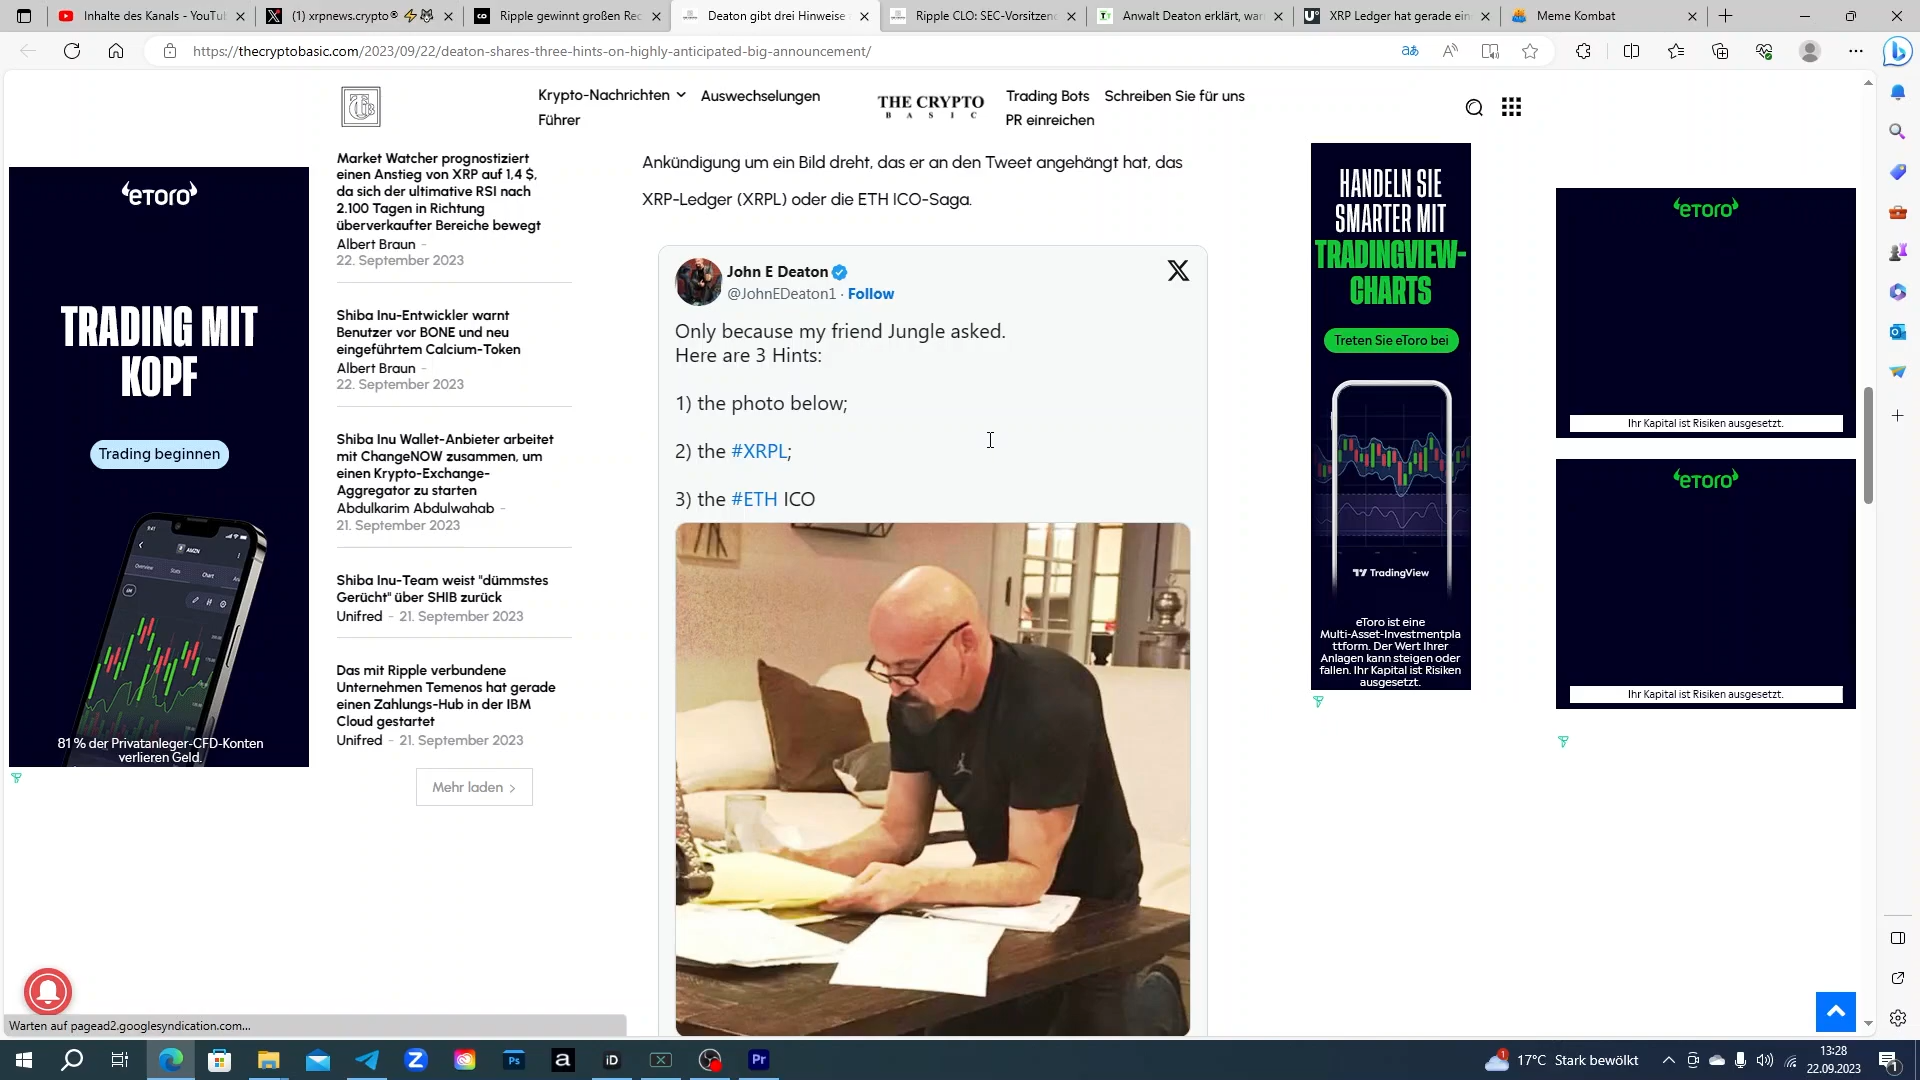 Inhalte des Kanals - YouTu
(1) xrpnews.crypto®
Ripple gewinnt großen Rec
Deaton gibt drei Hinweise
Ripple CLO: SEC-Vorsitzen
Anwalt Deaton erklärt, wa
XRP Ledger hat gerade ein
Meme Kombat
https://thecryptobasic.com/2023/09/22/deaton-shares-three-hints-on-highly-anticipated-big-announcement/
Krypto-Nachrichten
Auswechselungen
THE CRYPTO
BASIC
Trading Bots
Schreiben Sie für uns
Führer
PR einreichen
eToro
TRADING MIT
KOPF
Trading beginnen
81 % der Privatanleger-CFD-Konten
verlieren Geld.
Market Watcher prognostiziert
einen Anstieg von XRP auf 1,4 $,
da sich der ultimative RSI nach
2.100 Tagen in Richtung
überverkaufter Bereiche bewegt
Albert Braun -
22. September 2023
Shiba Inu-Entwickler warnt
Benutzer vor BONE und neu
eingeführtem Calcium-Token
Albert Braun -
22. September 2023
Shiba Inu Wallet-Anbieter arbeitet
mit ChangeNOW zusammen, um
einen Krypto-Exchange-
Aggregator zu starten
Abdulkarim Abdulwahab -
21. September 2023
Shiba Inu-Team weist "dümmstes
Gerücht" über SHIB zurück
Unifred - 21. September 2023
Das mit Ripple verbundene
Unternehmen Temenos hat gerade
einen Zahlungs-Hub in der IBM
Cloud gestartet
Unifred - 21. September 2023
Mehr laden
Ankündigung um ein Bild dreht, das er an den Tweet angehängt hat, das
XRP-Ledger (XRPL) oder die ETH ICO-Saga.
John E Deaton
@JohnEDeaton1 · Follow
Only because my friend Jungle asked.
Here are 3 Hints:
1) the photo below;
2) the #XRPL;
3) the #ETH ICO
HANDELN SIE
SMARTER MIT
TRADINGVIEW-
CHARTS
Treten Sie eToro bei
TradingView
eToro ist eine
Multi-Asset-Investmentpla
ttform. Der Wert Ihrer
Anlagen kann steigen oder
fallen. Ihr Kapital ist Risiken
ausgesetzt.
eToro
Ihr Kapital ist Risiken ausgesetzt.
eToro
Ihr Kapital ist Risiken ausgesetzt.
Warten auf pagead2.googlesyndication.com...
17°C Stark bewölkt
13:28
22.09.2023